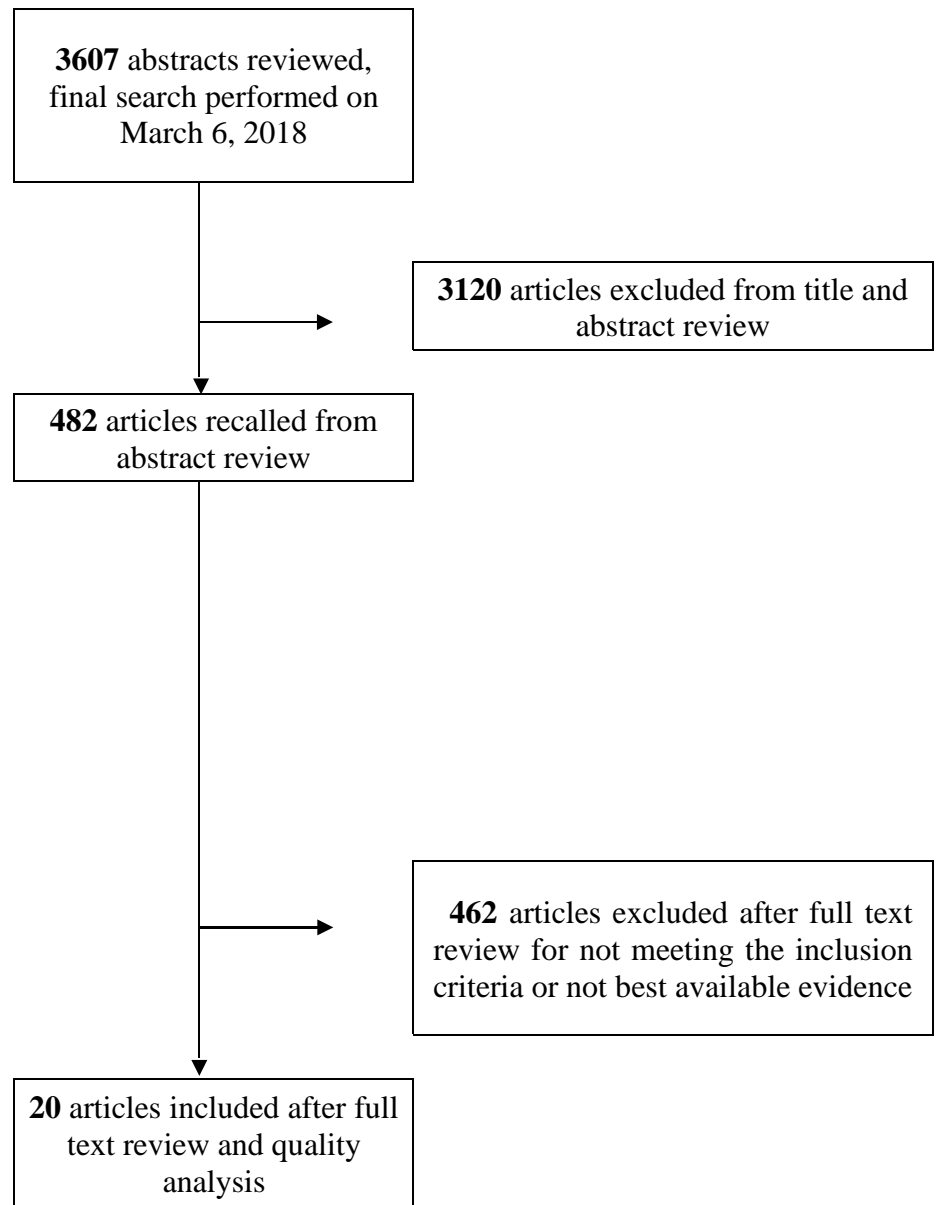 3607 abstracts reviewed,
final search performed on
March 6, 2018
3120 articles excluded from title and
abstract review
482 articles recalled from
abstract review
462 articles excluded after full text
review for not meeting the inclusion
criteria or not best available evidence
20 articles included after full
text review and quality
analysis